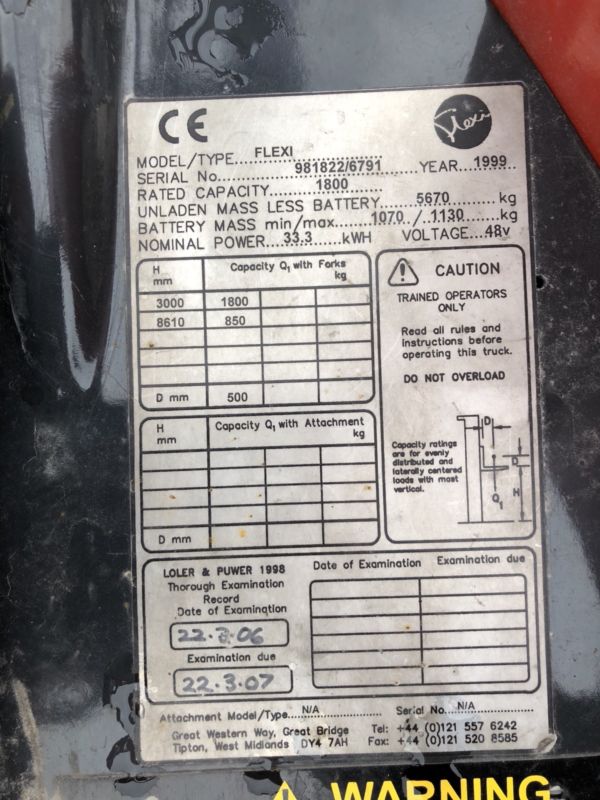 CE
Flexi
MODEL/TYPE....FLEXI
SERIAL No....981822/6791....YEAR....1999....
RATED CAPACITY....1800....
UNLADEN MASS LESS BATTERY....5670....kg
BATTERY MASS min/max....1070./.1130....kg
NOMINAL POWER...33.3...kWH VOLTAGE...48v
H mm Capacity Q1 with Forks kg
3000 1800
8610 850
D mm 500
H mm Capacity Q1 with Attachment kg
D mm
CAUTION
TRAINED OPERATORS
ONLY
Read all rules and
instructions before
operating this truck.
DO NOT OVERLOAD
Capacity ratings
are for evenly
distributed and
laterally centered
loads with mast
vertical.
D
D
Q1
H
LOLER & PUWER 1998
Thorough Examination
Record
Date of Examination
22.3.06
Examination due
22.3.07
Date of Examination Examination due
Attachment Model/Type....N/A.... Serial No....N/A....
Great Western Way, Great Bridge Tel: +44 (0)121 557 6242
Tipton, West Midlands DY4 7AH Fax: +44 (0)121 520 8585
WARNING